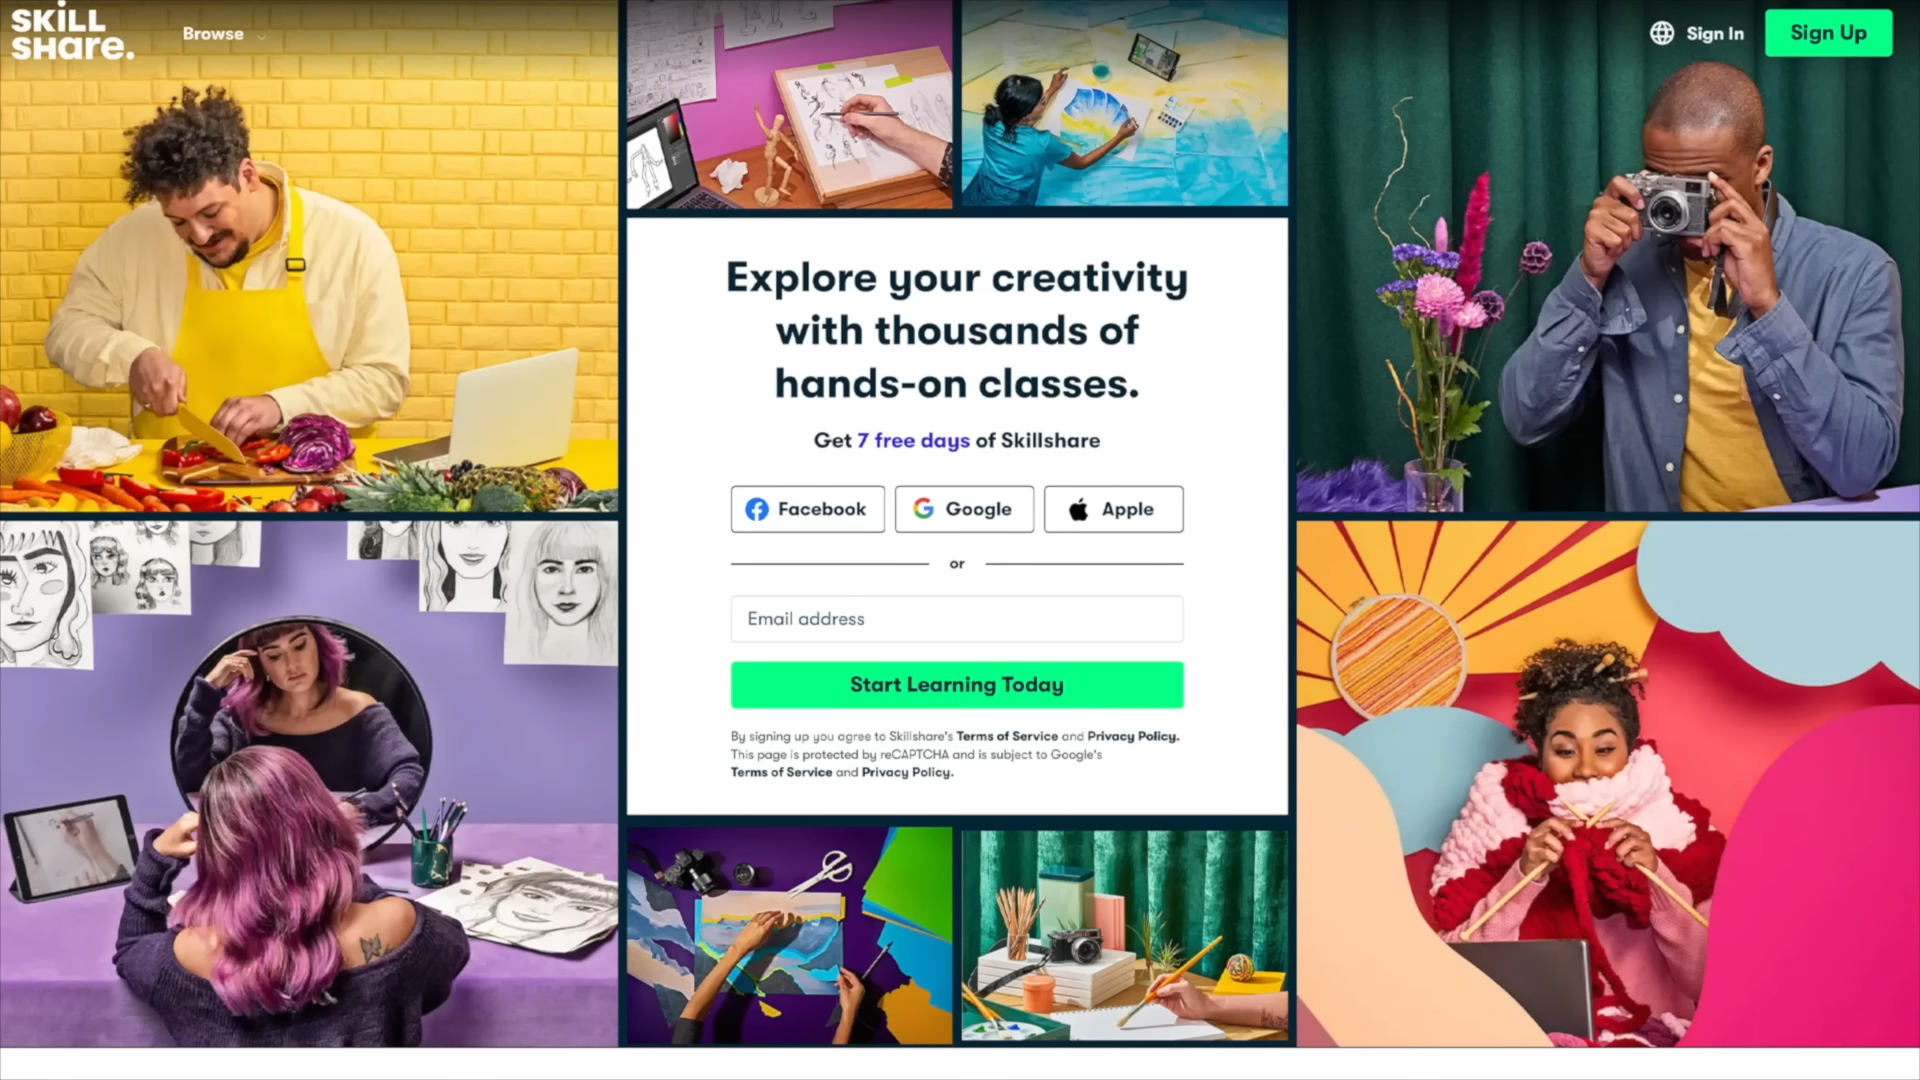 SKiLL
SHare.
Browse
Sign In
Sign Up
Explore your creativity
with thousands of
hands-on classes.
Get 7 free days of Skillshare
Facebook
Google
Apple
or
Email address
Start Learning Today
By signing up you agree to Skillshare's Terms of Service and Privacy Policy.
This page is protected by reCAPTCHA and is subject to Google's
Terms of Service and Privacy Policy.